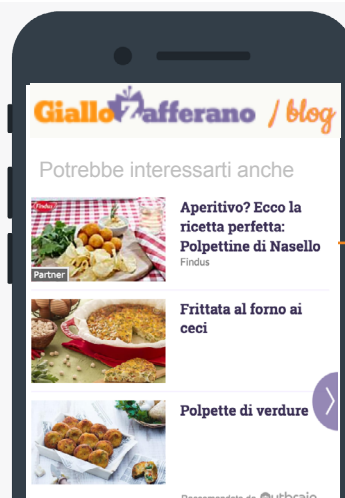 GialloZafferano / blog
Potrebbe interessarti anche
Findus
Partner
Aperitivo? Ecco la
ricetta perfetta:
Polpettine di Nasello
Findus
Frittata al forno ai
ceci
Polpette di verdure